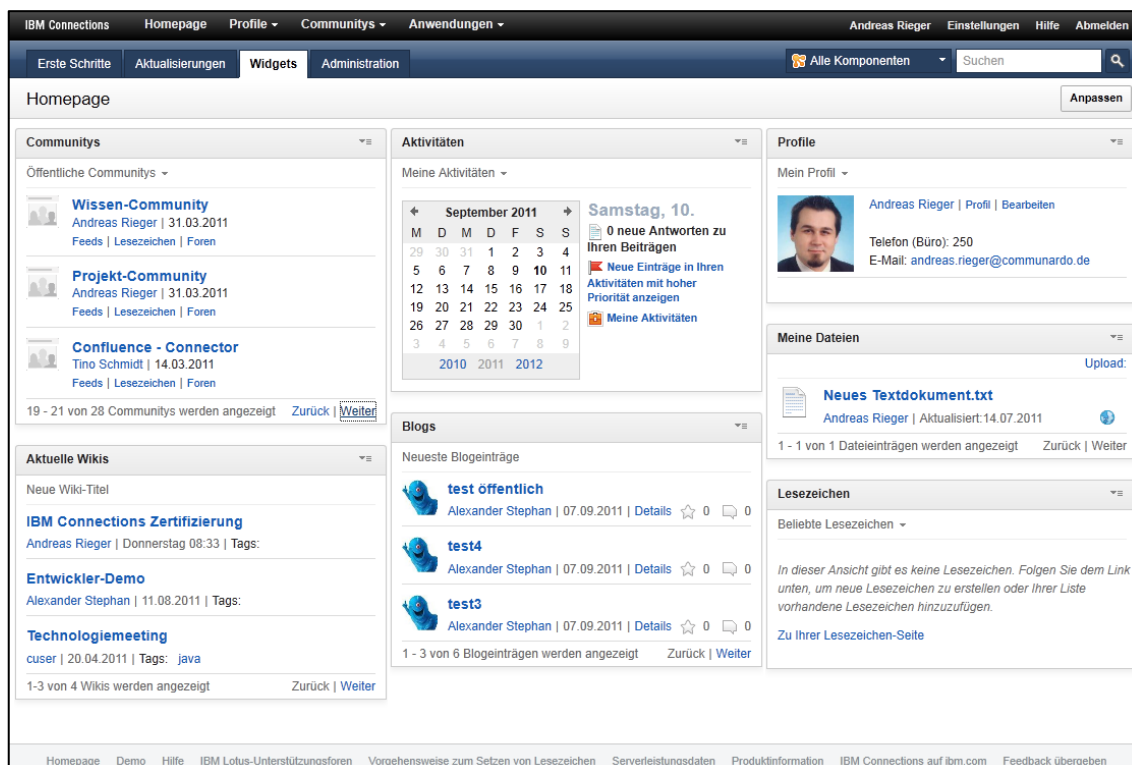 IBM Connections Homepage Profile Communitys Anwendungen Andreas Rieger Einstellungen Hilfe Abmelden
Erste Schritte Aktualisierungen Widgets Administration Alle Komponenten Suchen
Homepage Anpassen
Communitys
Öffentliche Communitys
Wissen-Community
Andreas Rieger | 31.03.2011
Feeds | Lesezeichen | Foren
Projekt-Community
Andreas Rieger | 31.03.2011
Feeds | Lesezeichen | Foren
Confluence - Connector
Tino Schmidt | 14.03.2011
Feeds | Lesezeichen | Foren
19 - 21 von 28 Communitys werden angezeigt Zurück | Weiter
Aktuelle Wikis
Neue Wiki-Titel
IBM Connections Zertifizierung
Andreas Rieger | Donnerstag 08:33 | Tags:
Entwickler-Demo
Alexander Stephan | 11.08.2011 | Tags:
Technologiemeeting
cuser | 20.04.2011 | Tags: java
1-3 von 4 Wikis werden angezeigt Zurück | Weiter
Aktivitäten
Meine Aktivitäten
September 2011
M D M D F S S
29 30 31 1 2 3 4
5 6 7 8 9 10 11
12 13 14 15 16 17 18
19 20 21 22 23 24 25
26 27 28 29 30 1 2
3 4 5 6 7 8 9
2010 2011 2012
Samstag, 10.
0 neue Antworten zu
Ihren Beiträgen
Neue Einträge in Ihren
Aktivitäten mit hoher
Priorität anzeigen
Meine Aktivitäten
Blogs
Neueste Blogeinträge
test öffentlich
Alexander Stephan | 07.09.2011 | Details 0 0
test4
Alexander Stephan | 07.09.2011 | Details 0 0
test3
Alexander Stephan | 07.09.2011 | Details 0 0
1 - 3 von 6 Blogeinträgen werden angezeigt Zurück | Weiter
Profile
Mein Profil
Andreas Rieger | Profil | Bearbeiten
Telefon (Büro): 250
E-Mail: andreas.rieger@communardo.de
Meine Dateien
Upload:
Neues Textdokument.txt
Andreas Rieger | Aktualisiert:14.07.2011
1 - 1 von 1 Dateieinträgen werden angezeigt Zurück | Weiter
Lesezeichen
Beliebte Lesezeichen
In dieser Ansicht gibt es keine Lesezeichen. Folgen Sie dem Link
unten, um neue Lesezeichen zu erstellen oder Ihrer Liste
vorhandene Lesezeichen hinzuzufügen.
Zu Ihrer Lesezeichen-Seite
Homepage Demo Hilfe IBM Lotus-Unterstützungsforen Vorgehensweise zum Setzen von Lesezeichen Serverleistungsdaten Produktinformation IBM Connections auf ibm.com Feedback übergeben